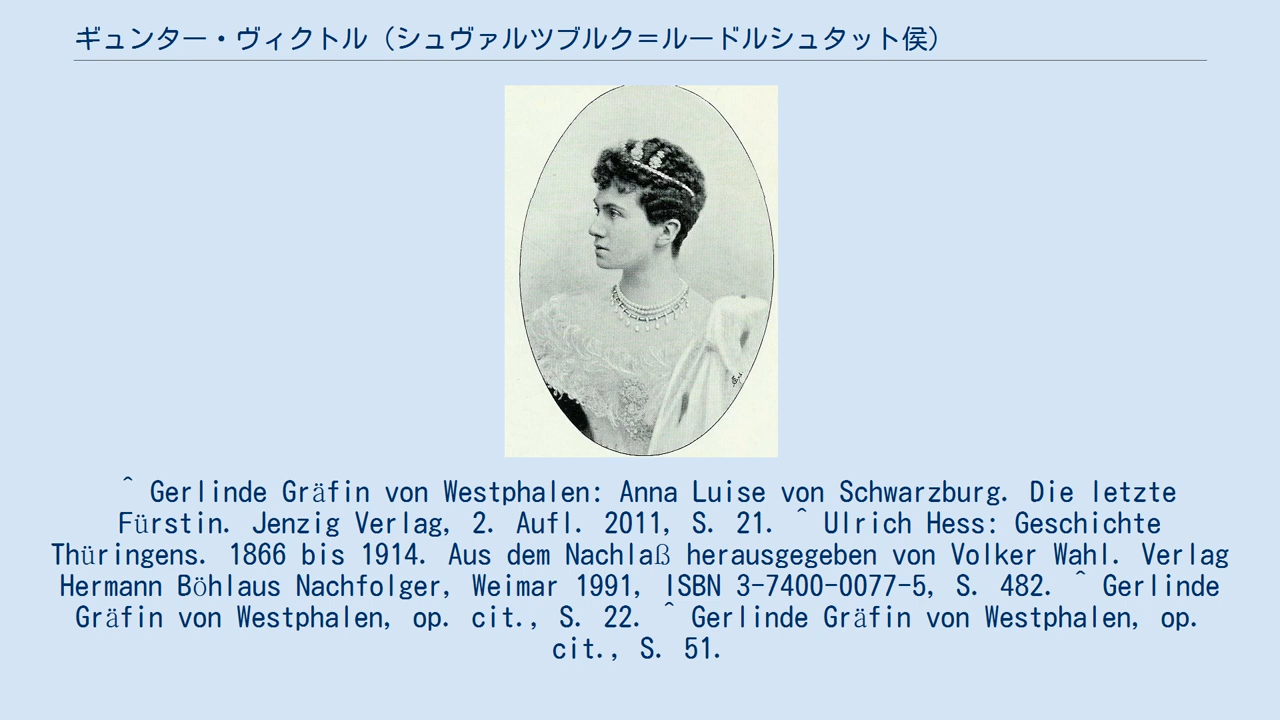 ギュンター・ヴィクトル（シュヴァルツブルク＝ルードルシュタット侯）
^ Gerlinde Gräfin von Westphalen: Anna Luise von Schwarzburg. Die letzte
Fürstin. Jenzig Verlag, 2. Aufl. 2011, S. 21. ^ Ulrich Hess: Geschichte
Thüringens. 1866 bis 1914. Aus dem Nachlaß herausgegeben von Volker Wahl. Verlag
Hermann Böhlaus Nachfolger, Weimar 1991, ISBN 3-7400-0077-5, S. 482. ^ Gerlinde
Gräfin von Westphalen, op. cit., S. 22. ^ Gerlinde Gräfin von Westphalen, op.
cit., S. 51.